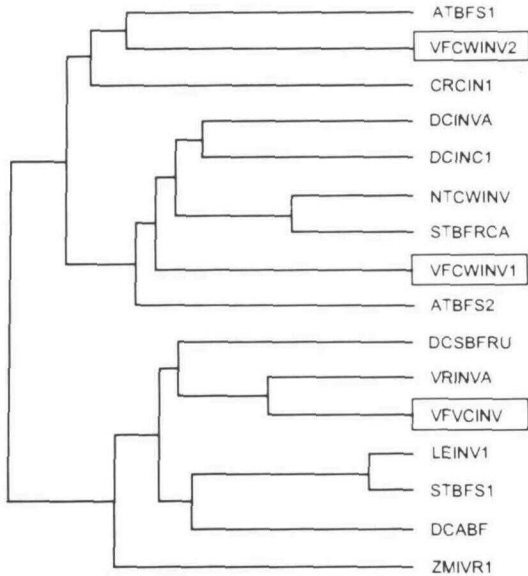 ATBFS1
VFCWINV2
CRCIN1
DCINVA
DCINC1
NTCWINV
STBFRCA
VFCWINV1
ATBFS2
DCSBFRU
VRINVA
VFVCINV
LEINV1
STBFS1
DCABF
ZMIVR1